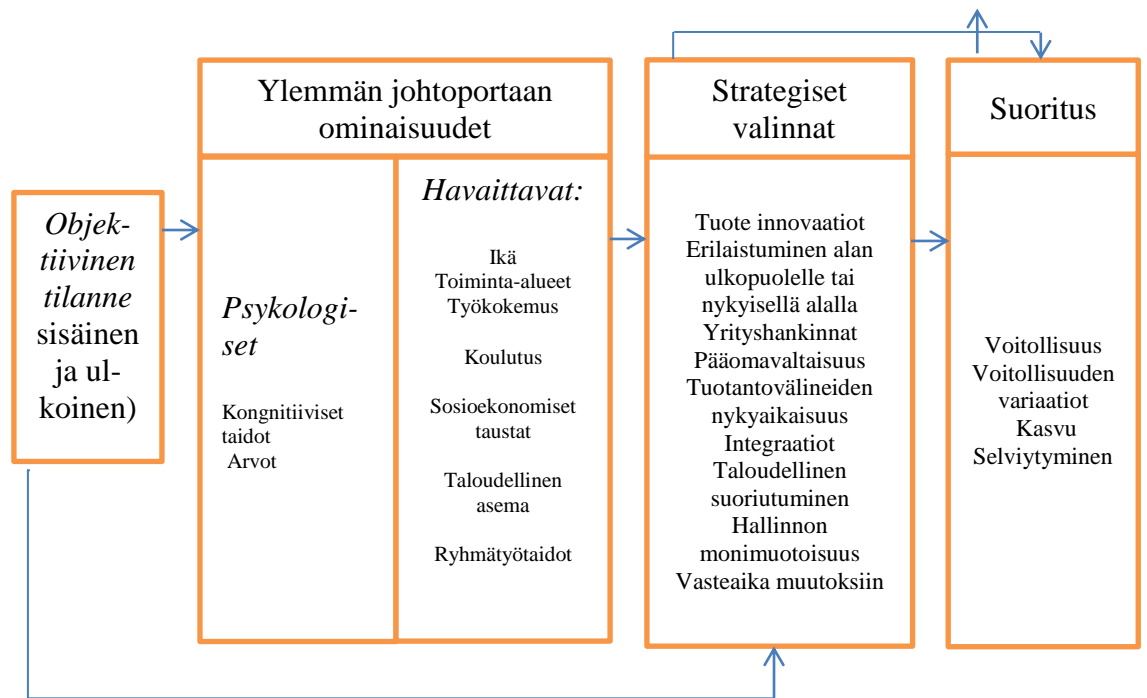 Objek-
tiivinen
tilanne
sisäinen
ja ul-
koinen)
Ylemmän johtoportaan
ominaisuudet
Psykologi-
set
Kongnitiiviset
taidot
Arvot
Havaittavat:
Ikä
Toiminta-alueet
Työkokemus
Koulutus
Sosioekonomiset
taustat
Taloudellinen
asema
Ryhmätyötaidot
Strategiset
valinnat
Tuote innovaatiot
Erilaistuminen alan
ulkopuolelle tai
nykyisellä alalla
Yrityshankinnat
Pääomavaltaisuus
Tuotantovälineiden
nykyaikaisuus
Integraatiot
Taloudellinen
suoriutuminen
Hallinnon
monimuotoisuus
Vasteaika muutoksiin
Suoritus
Voitollisuus
Voitollisuuden
variaatiot
Kasvu
Selviytyminen